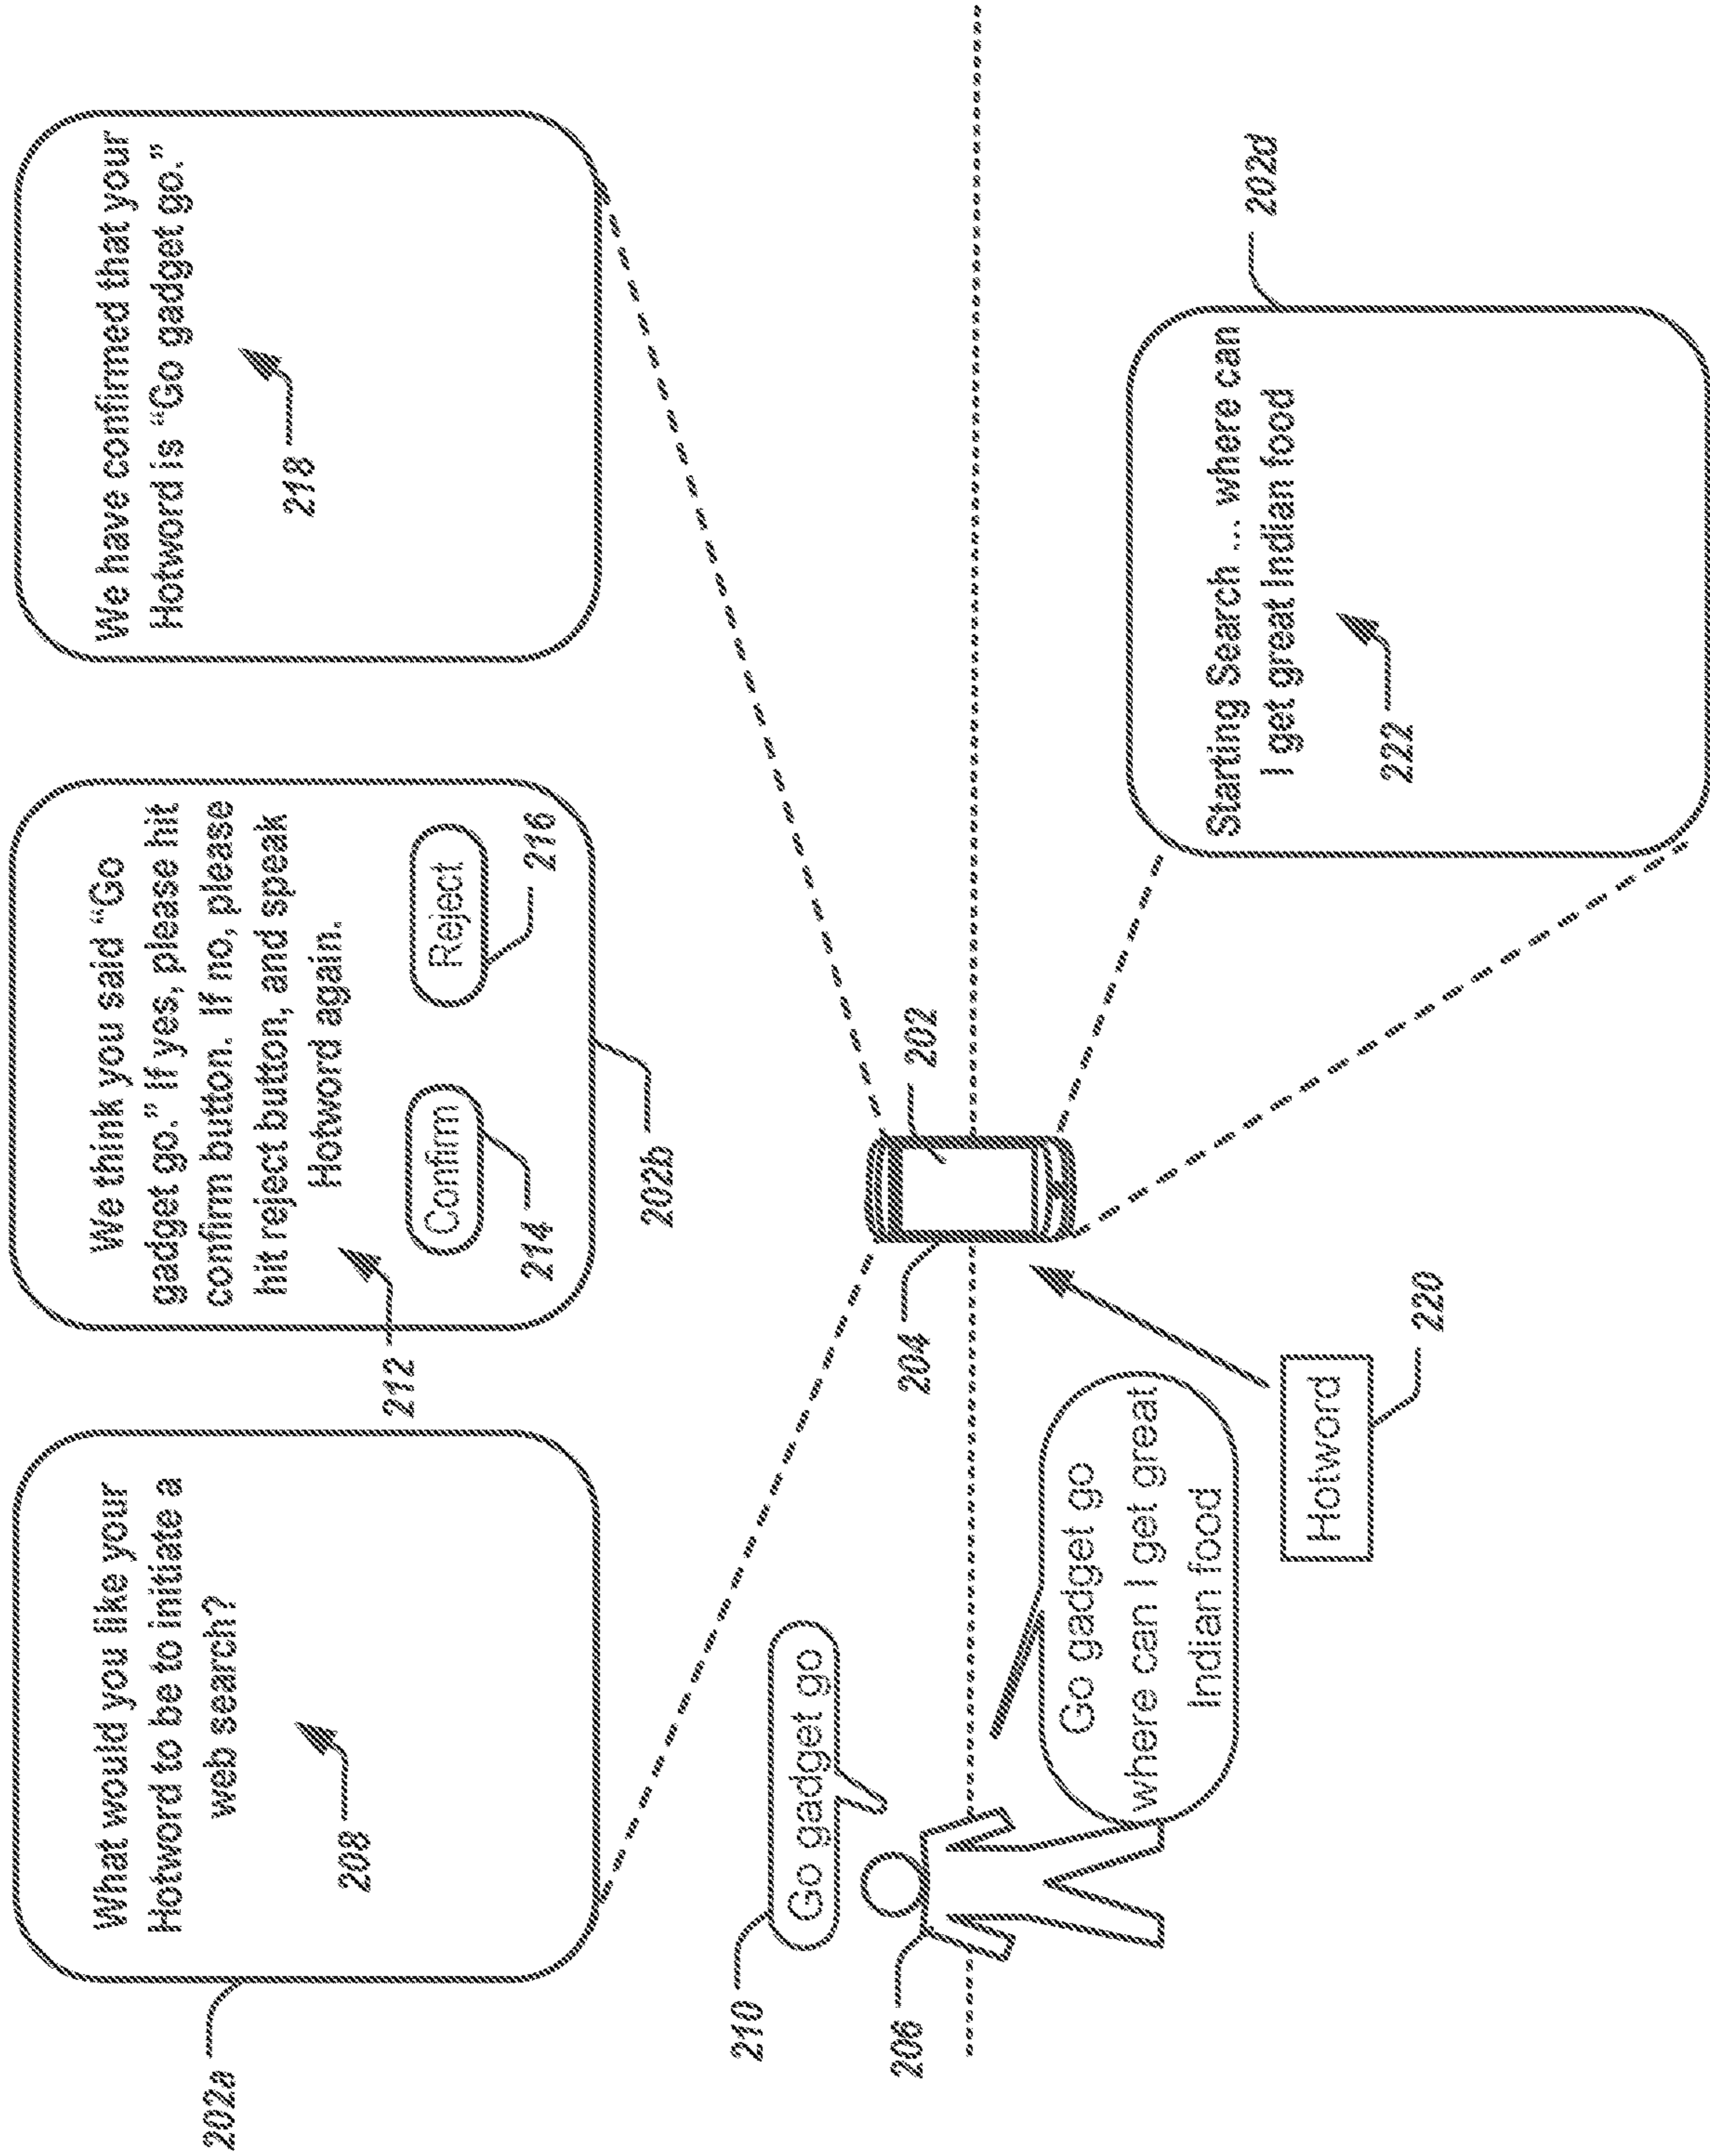 202a
What would you like your
Hotword to be to initiate a
web search?
208
We think you said “Go
gadget go.” If yes, please hit
confirm button. If no, please
hit reject button, and speak
Hotword again.
212
Confirm
Reject
214
216
202b
We have confirmed that your
Hotword is “Go gadget go.”
218
210
Go gadget go
206
204
202
Go gadget go
where can I get great
Indian food
Hotword
220
Starting Search ... where can
I get great Indian food
222
202d